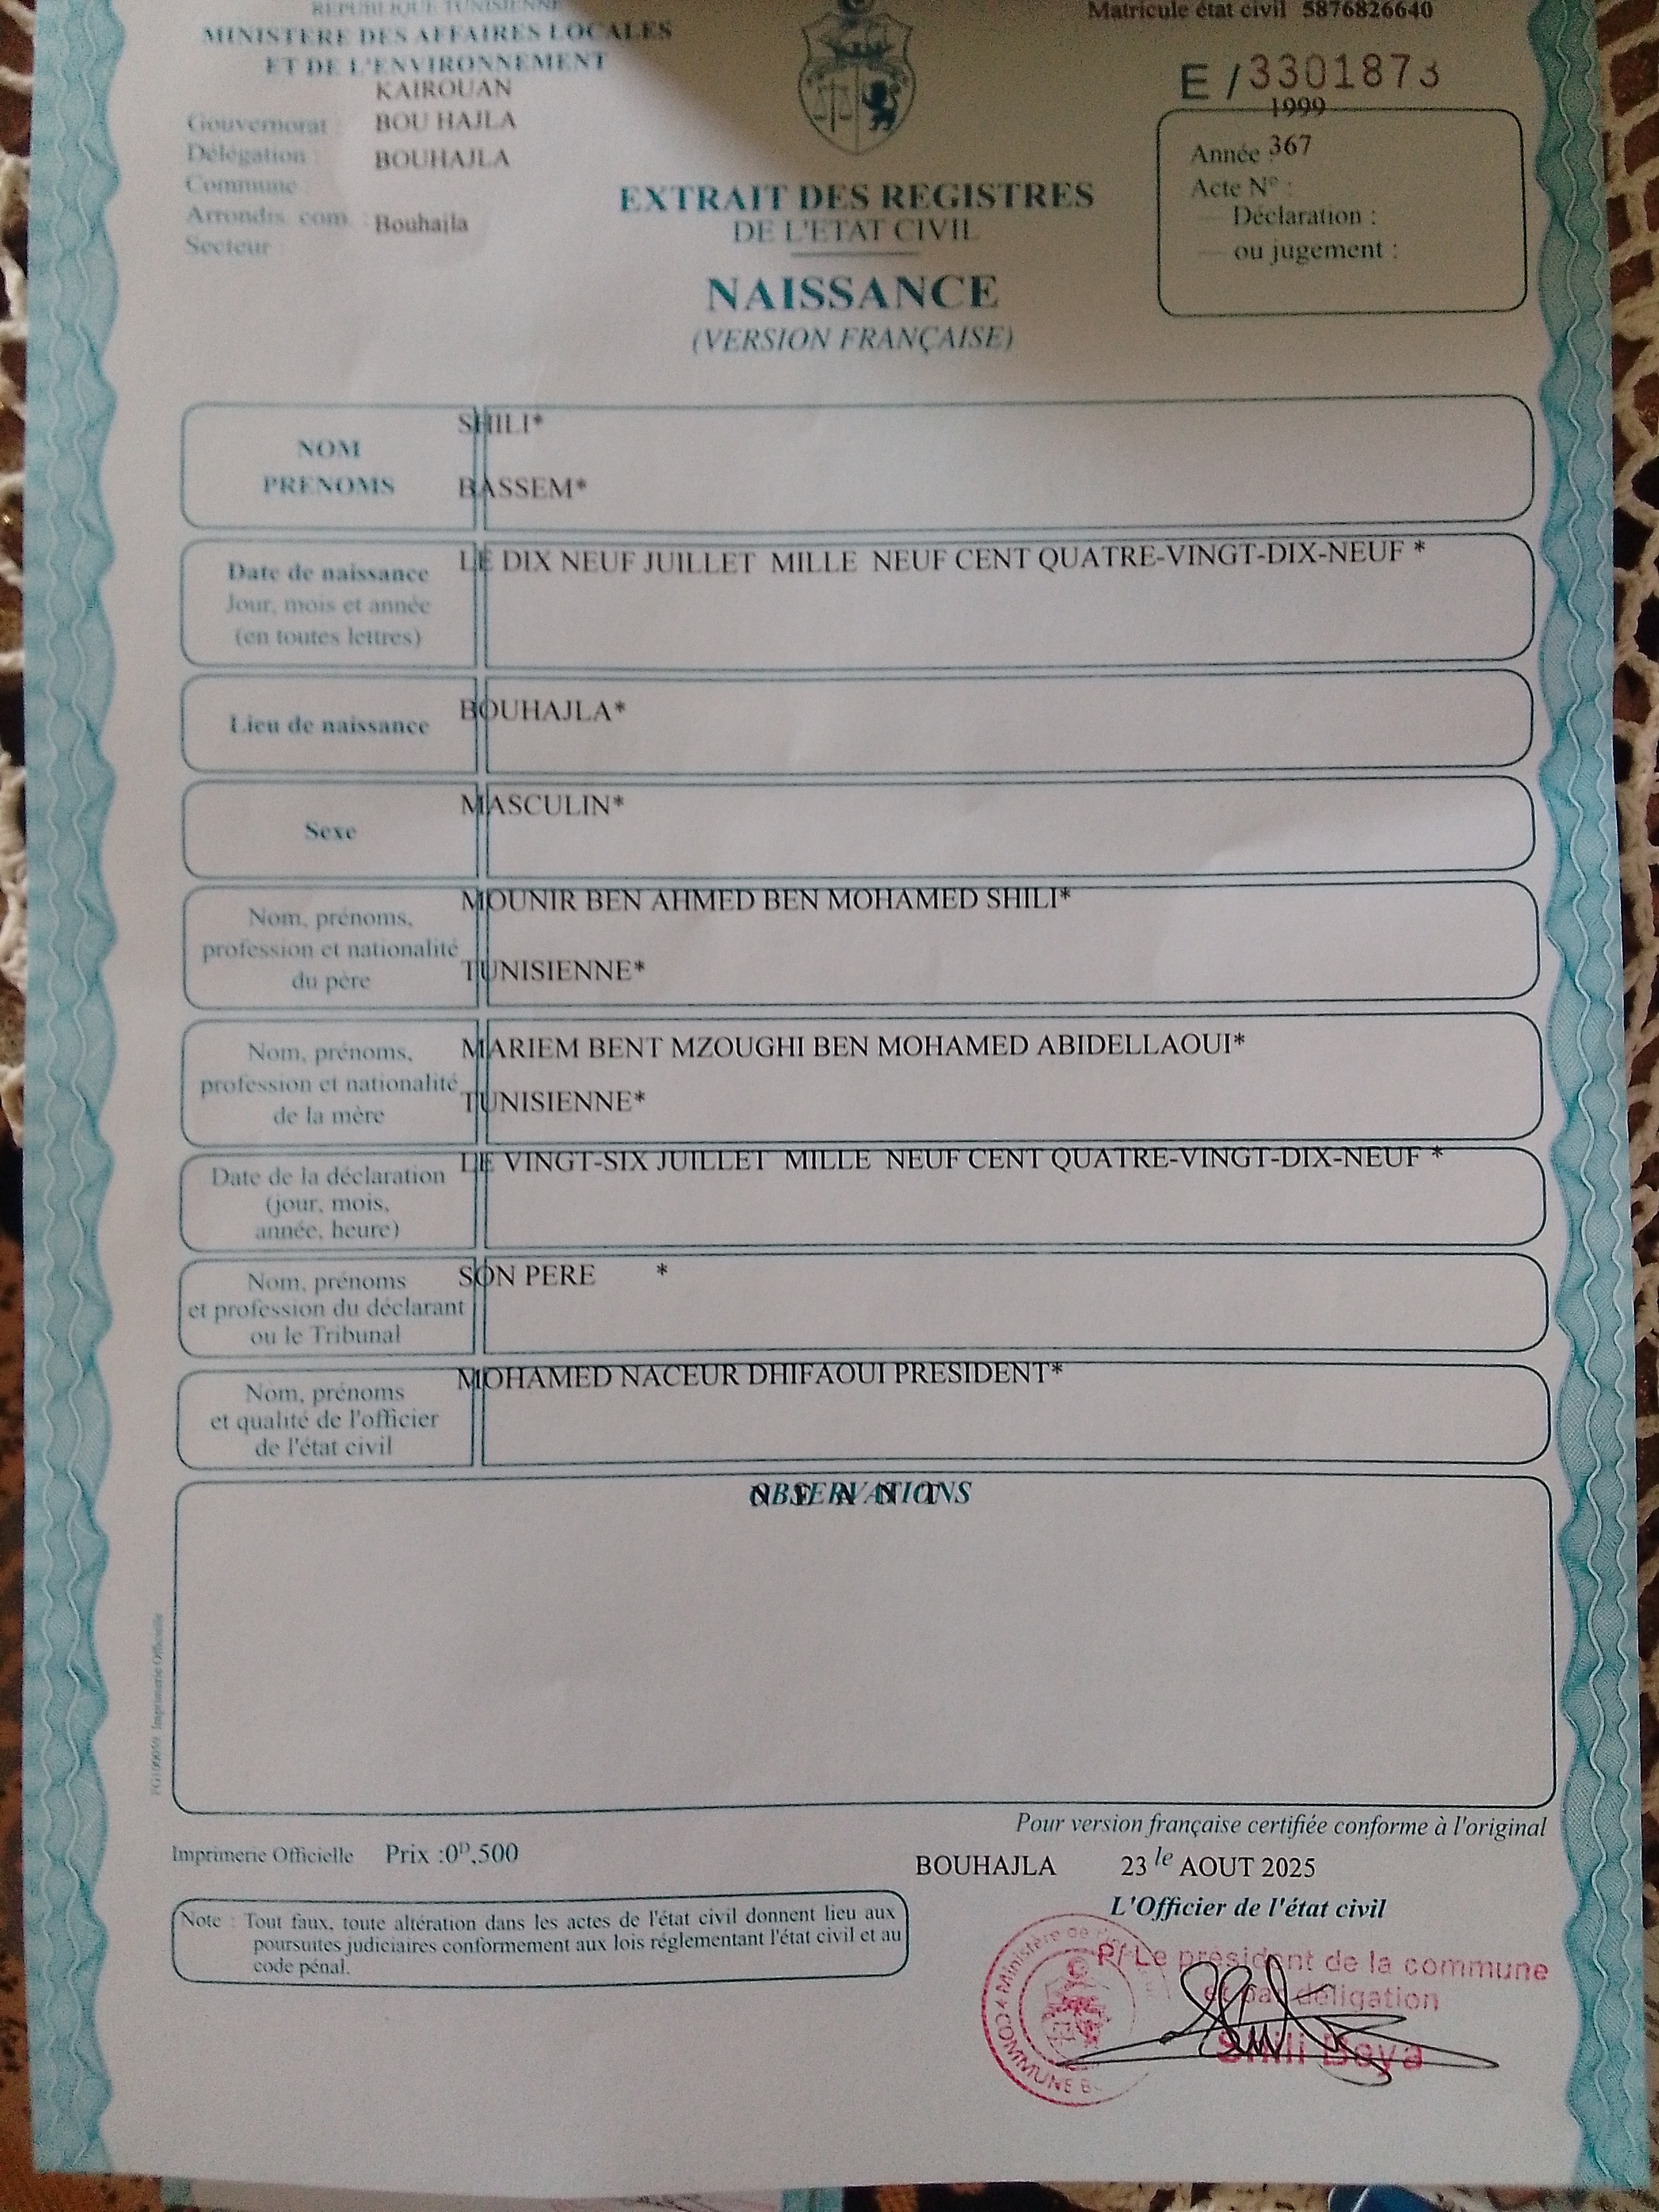 REPUBLIQUE TUNISIENNE
MINISTERE DES AFFAIRES LOCALES
ET DE L'ENVIRONNEMENT
KAIROUAN
Gouvernorat : BOU HAJLA
Délégation : BOUHAJLA
Commune :
Arrondis. com. : Bouhajla
Secteur :
Matricule état civil 5876826640
E / 3301873
1999
Année : 367
Acte N° :
— Déclaration :
— ou jugement :
EXTRAIT DES REGISTRES
DE L'ETAT CIVIL
NAISSANCE
(VERSION FRANÇAISE)
NOM
PRENOMS
SHILI*
BASSEM*
Date de naissance
Jour, mois et année
(en toutes lettres)
LE DIX NEUF JUILLET MILLE NEUF CENT QUATRE-VINGT-DIX-NEUF *
Lieu de naissance
BOUHAJLA*
Sexe
MASCULIN*
Nom, prénoms,
profession et nationalité
du père
MOUNIR BEN AHMED BEN MOHAMED SHILI*
TUNISIENNE*
Nom, prénoms,
profession et nationalité
de la mère
MARIEM BENT MZOUGHI BEN MOHAMED ABIDELLAOUI*
TUNISIENNE*
Date de la déclaration
(jour, mois,
année, heure)
LE VINGT-SIX JUILLET MILLE NEUF CENT QUATRE-VINGT-DIX-NEUF *
Nom, prénoms
et profession du déclarant
ou le Tribunal
SON PERE *
Nom, prénoms
et qualité de l'officier
de l'état civil
MOHAMED NACEUR DHIFAOUI PRESIDENT*
OBSERVATIONS
N E A N T
Imprimerie Officielle
Pour version française certifiée conforme à l'original
Imprimerie Officielle Prix :0D,500
BOUHAJLA 23 le AOUT 2025
L'Officier de l'état civil
Note : Tout faux, toute altération dans les actes de l'état civil donnent lieu aux
poursuites judiciaires conformement aux lois réglementant l'état civil et au
code pénal.
P/ Le président de la commune
et par déligation
Shili Beya
Ministère de
COMMUNE